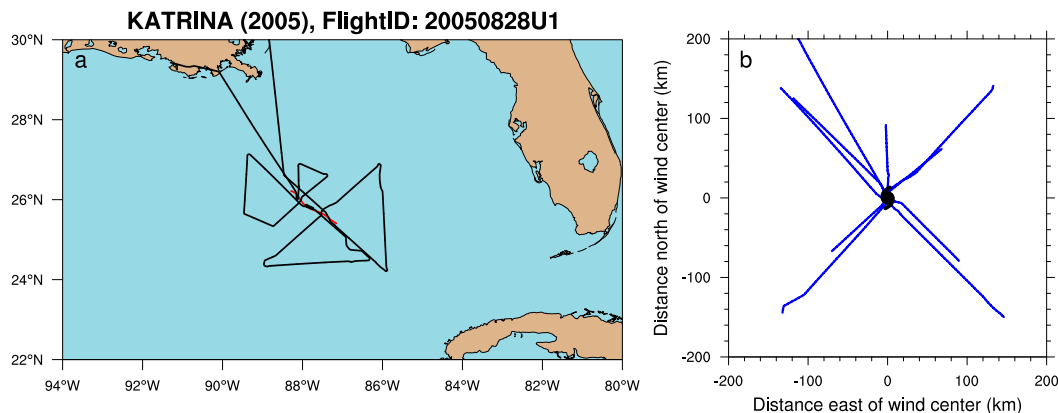 KATRINA (2005), FlightID: 20050828U1
a
30°N
28°N
26°N
24°N
22°N
94°W 92°W 90°W 88°W 86°W 84°W 82°W 80°W
b
Distance north of wind center (km)
200
100
0
-100
-200
-200 -100 0 100 200
Distance east of wind center (km)